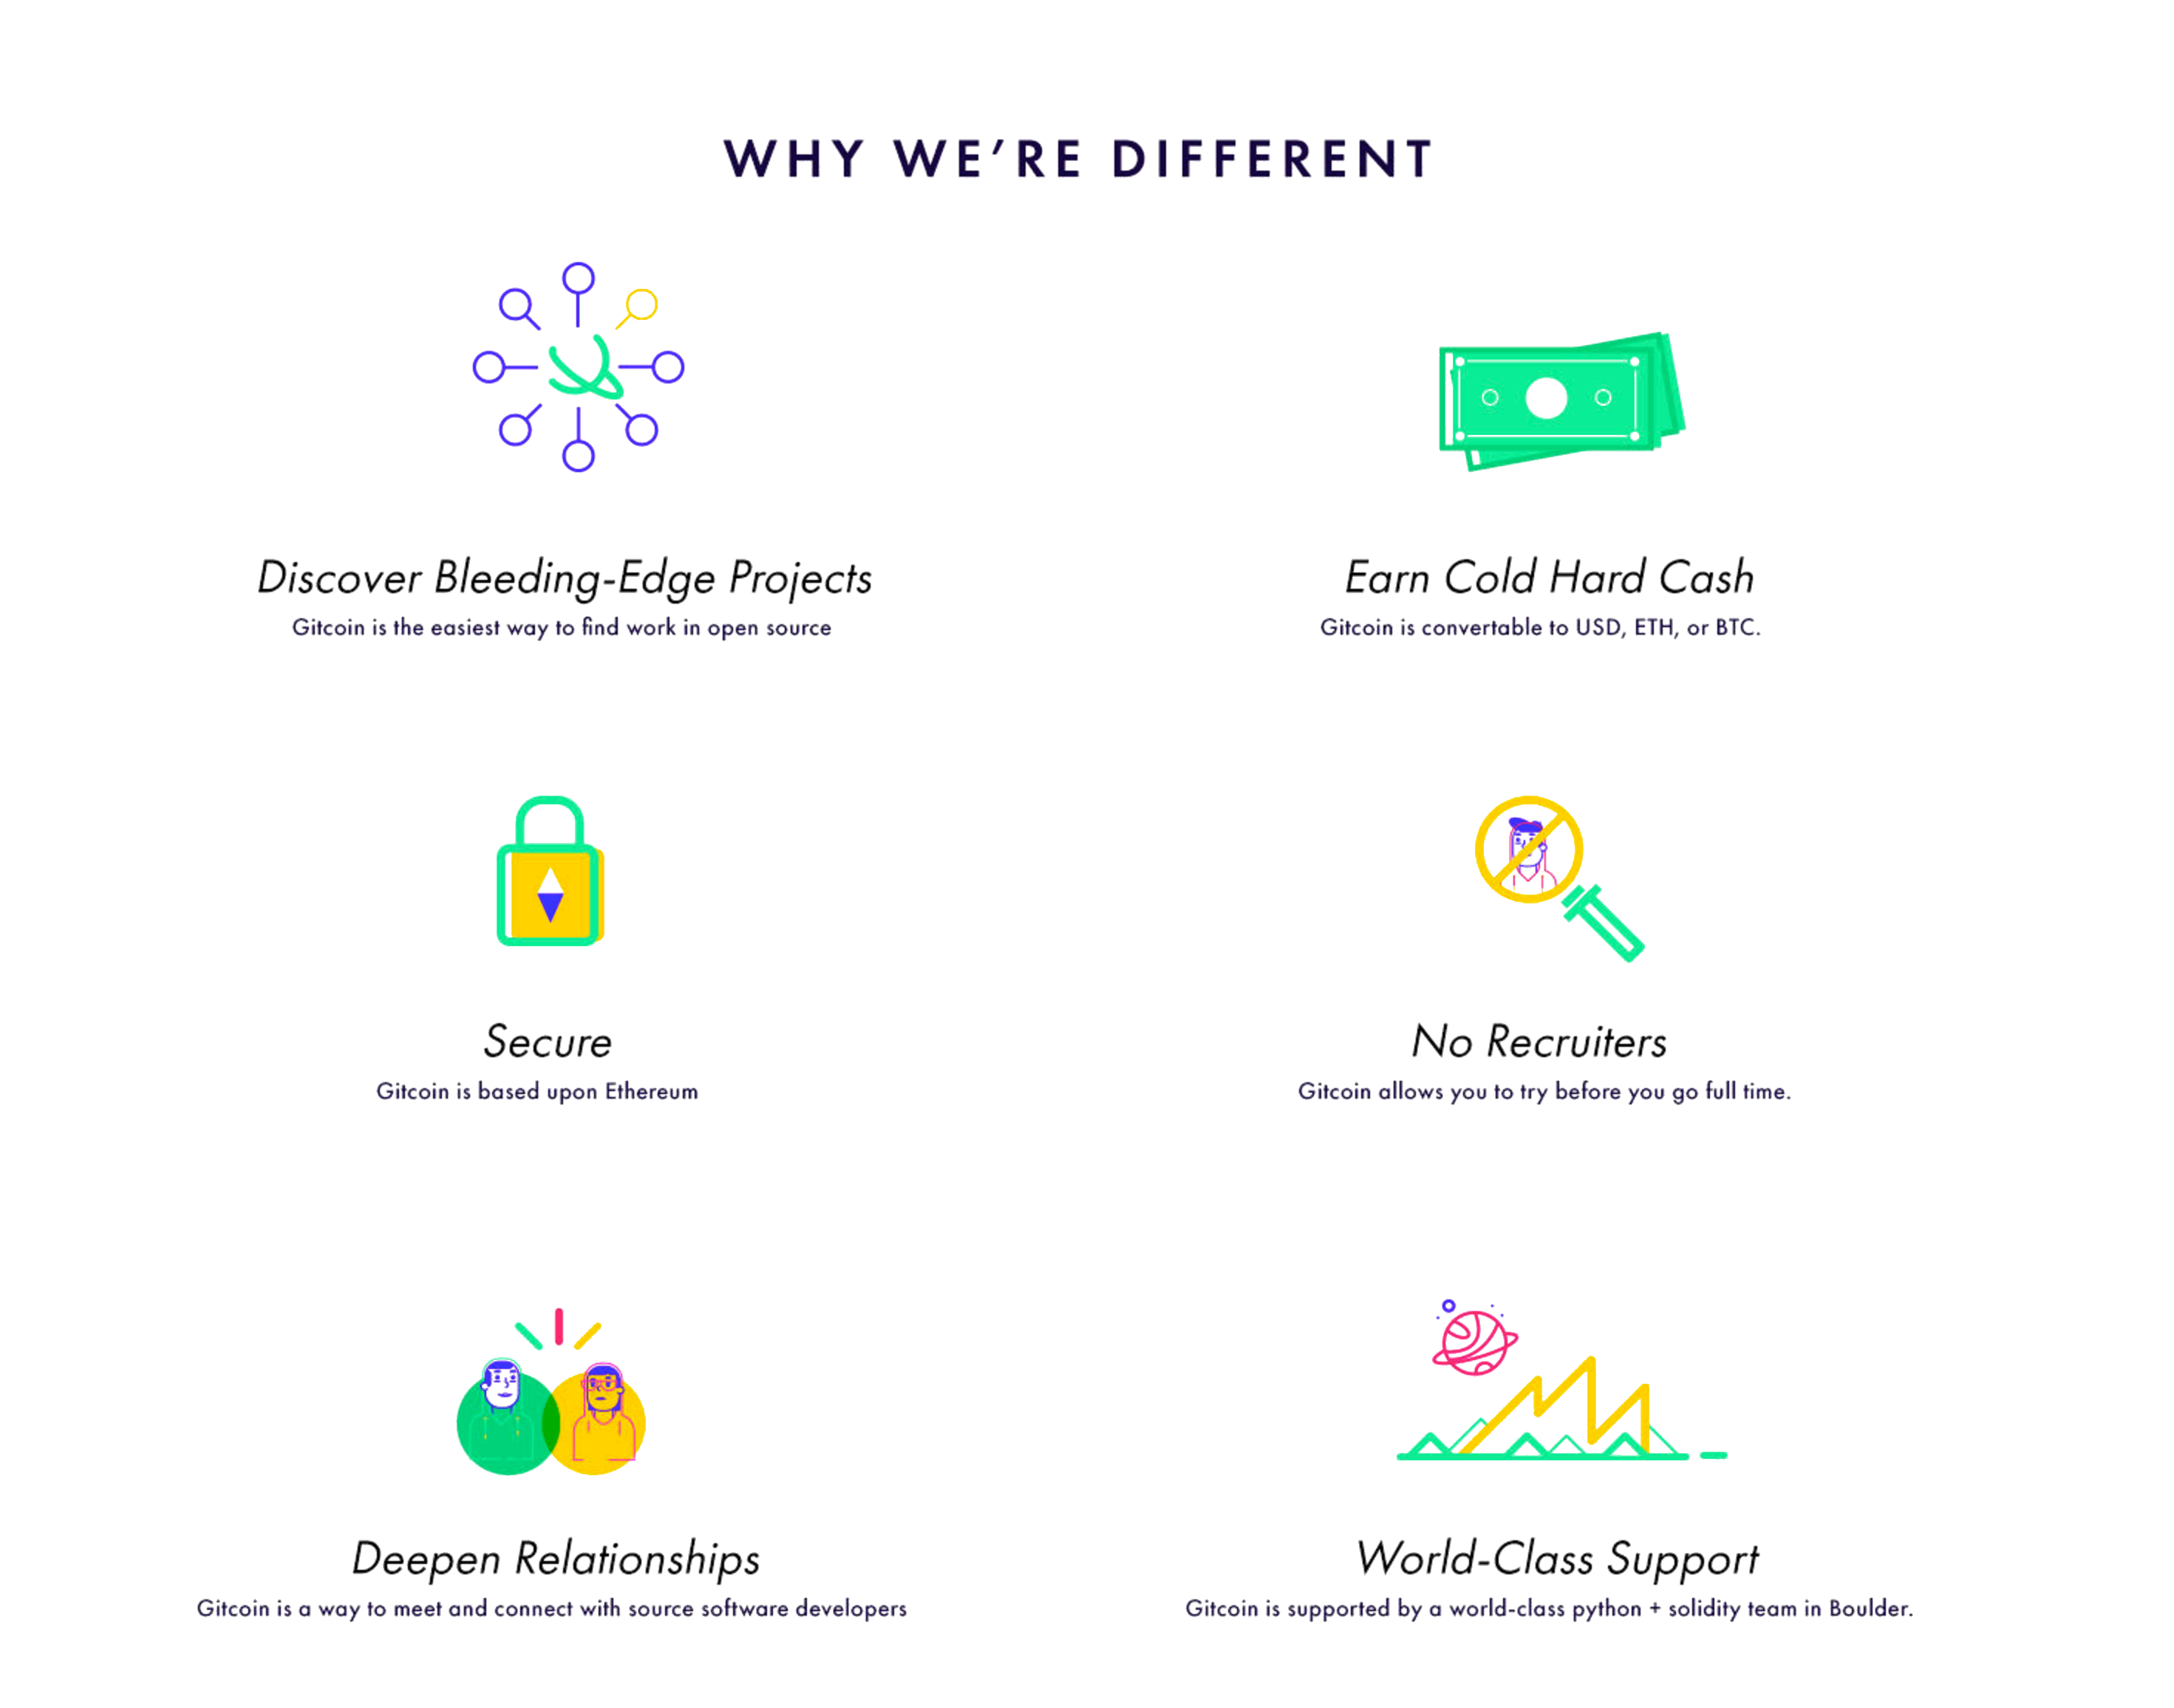 WHY WE’RE DIFFERENT
Discover Bleeding-Edge Projects
Gitcoin is the easiest way to find work in open source
Earn Cold Hard Cash
Gitcoin is convertable to USD, ETH, or BTC.
Secure
Gitcoin is based upon Ethereum
No Recruiters
Gitcoin allows you to try before you go full time.
Deepen Relationships
Gitcoin is a way to meet and connect with source software developers
World-Class Support
Gitcoin is supported by a world-class python + solidity team in Boulder.